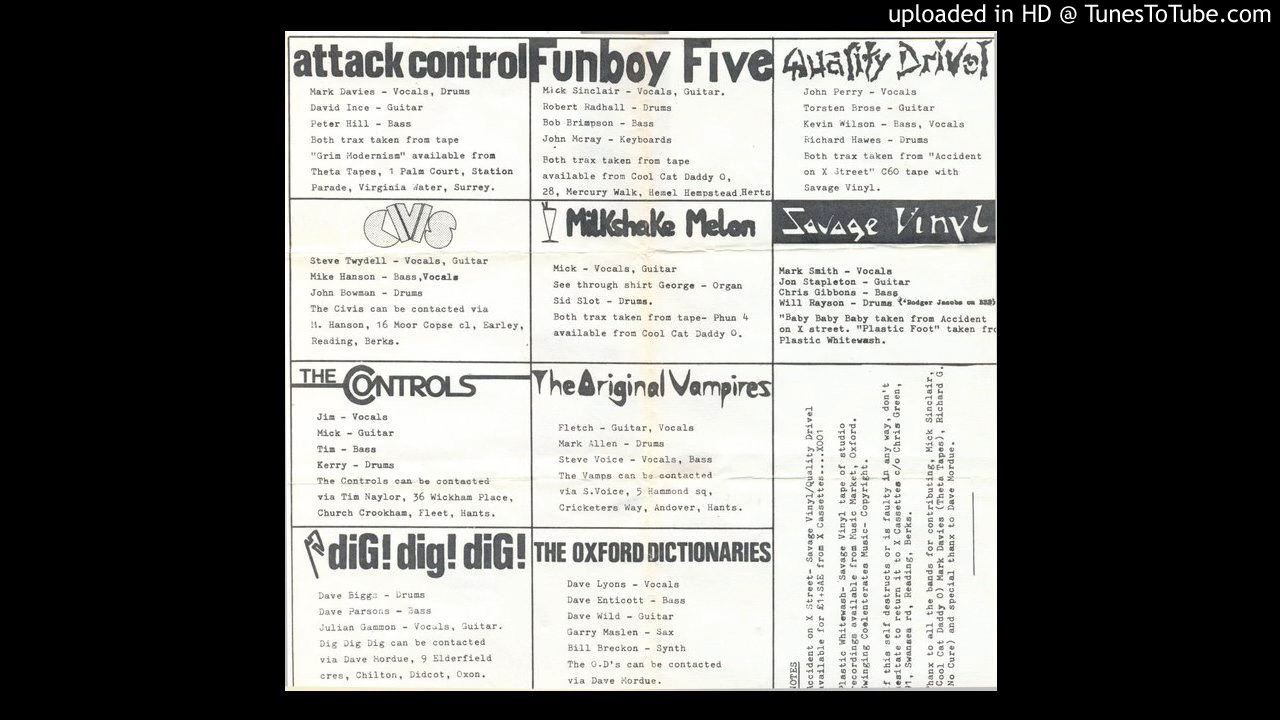 uploaded in HD @ TunesToTube.com
attack control
Mark Davies - Vocals, Drums
David Ince - Guitar
Peter Hill - Bass
Both trax taken from tape
"Grim Modernism" available from
Theta Tapes, 1 Palm Court, Station
Parade, Virginia Water, Surrey.
Funboy Five
Mick Sinclair - Vocals, Guitar.
Robert Radhall - Drums
Bob Brimpson - Bass
John Mcray - Keyboards
Both trax taken from tape
available from Cool Cat Daddy O,
28, Mercury Walk, Hemel Hempstead.Herts
Quality Drivel
John Perry - Vocals
Torsten Brose - Guitar
Kevin Wilson - Bass, Vocals
Richard Hawes - Drums
Both trax taken from "Accident
on X Street" C60 tape with
Savage Vinyl.
CIVIS
Steve Twydell - Vocals, Guitar
Mike Hanson - Bass,Vocals
John Bowman - Drums
The Civis can be contacted via
M. Hanson, 16 Moor Copse cl, Earley,
Reading, Berks.
Milkshake Melon
Mick - Vocals, Guitar
See through shirt George - Organ
Sid Slot - Drums.
Both trax taken from tape- Phun 4
available from Cool Cat Daddy O.
Savage Vinyl
Mark Smith - Vocals
Jon Stapleton - Guitar
Chris Gibbons - Bass
Will Rayson - Drums ("Rodger Jacobs on BBB)
"Baby Baby Baby taken from Accident
on X street. "Plastic Foot" taken fro
Plastic Whitewash.
THE CONTROLS
Jim - Vocals
Mick - Guitar
Tim - Bass
Kerry - Drums
The Controls can be contacted
via Tim Naylor, 36 Wickham Place,
Church Crookham, Fleet, Hants.
The Original Vampires
Fletch - Guitar, Vocals
Mark Allen - Drums
Steve Voice - Vocals, Bass
The Vamps can be contacted
via S.Voice, 5 Hammond sq,
Cricketers Way, Andover, Hants.
diG! dig! diG!
Dave Biggs - Drums
Dave Parsons - Bass
Julian Gammon - Vocals, Guitar.
Dig Dig Dig can be contacted
via Dave Mordue, 9 Elderfield
cres, Chilton, Didcot, Oxon.
THE OXFORD DICTIONARIES
Dave Lyons - Vocals
Dave Enticott - Bass
Dave Wild - Guitar
Garry Maslen - Sax
Bill Breckon - Synth
The O.D's can be contacted
via Dave Mordue.
NOTES
Accident on X Street- Savage Vinyl/Quality Drivel
available for £1+SAE from X Cassettes....X001
Plastic Whitewash- Savage Vinyl tape of studio
recordings available from Music Market, Oxford.
Swinging Coelenterates Music- Copyright.
f this self destructs or is faulty in any way, don't
esitate to return it to X Cassettes c/o Chris Green,
1, Swansea rd, Reading, Berks.
hanx to all the bands for contributing, Mick Sinclair,
Cool Cat Daddy O) Mark Davies (Theta Tapes), Richard G.
No Cure) and special thanx to Dave Mordue.